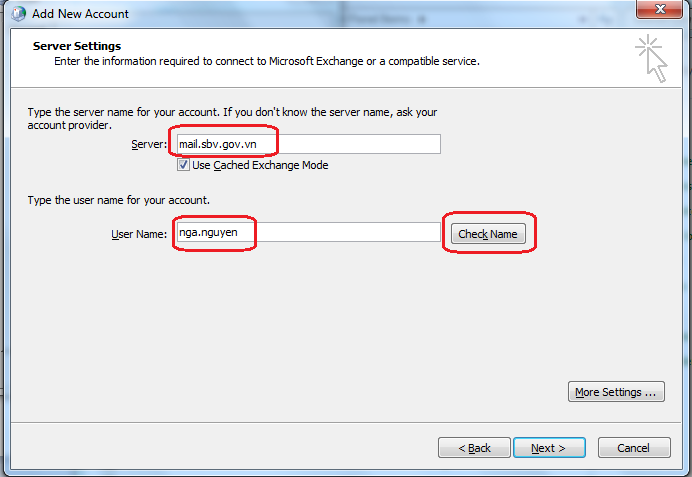 Add New Account
Server Settings
Enter the information required to connect to Microsoft Exchange or a compatible service.
Type the server name for your account. If you don't know the server name, ask your
account provider.
Server: mail.sbv.gov.vn
Use Cached Exchange Mode
Type the user name for your account.
User Name: nga.nguyen Check Name
More Settings ...
< Back Next > Cancel